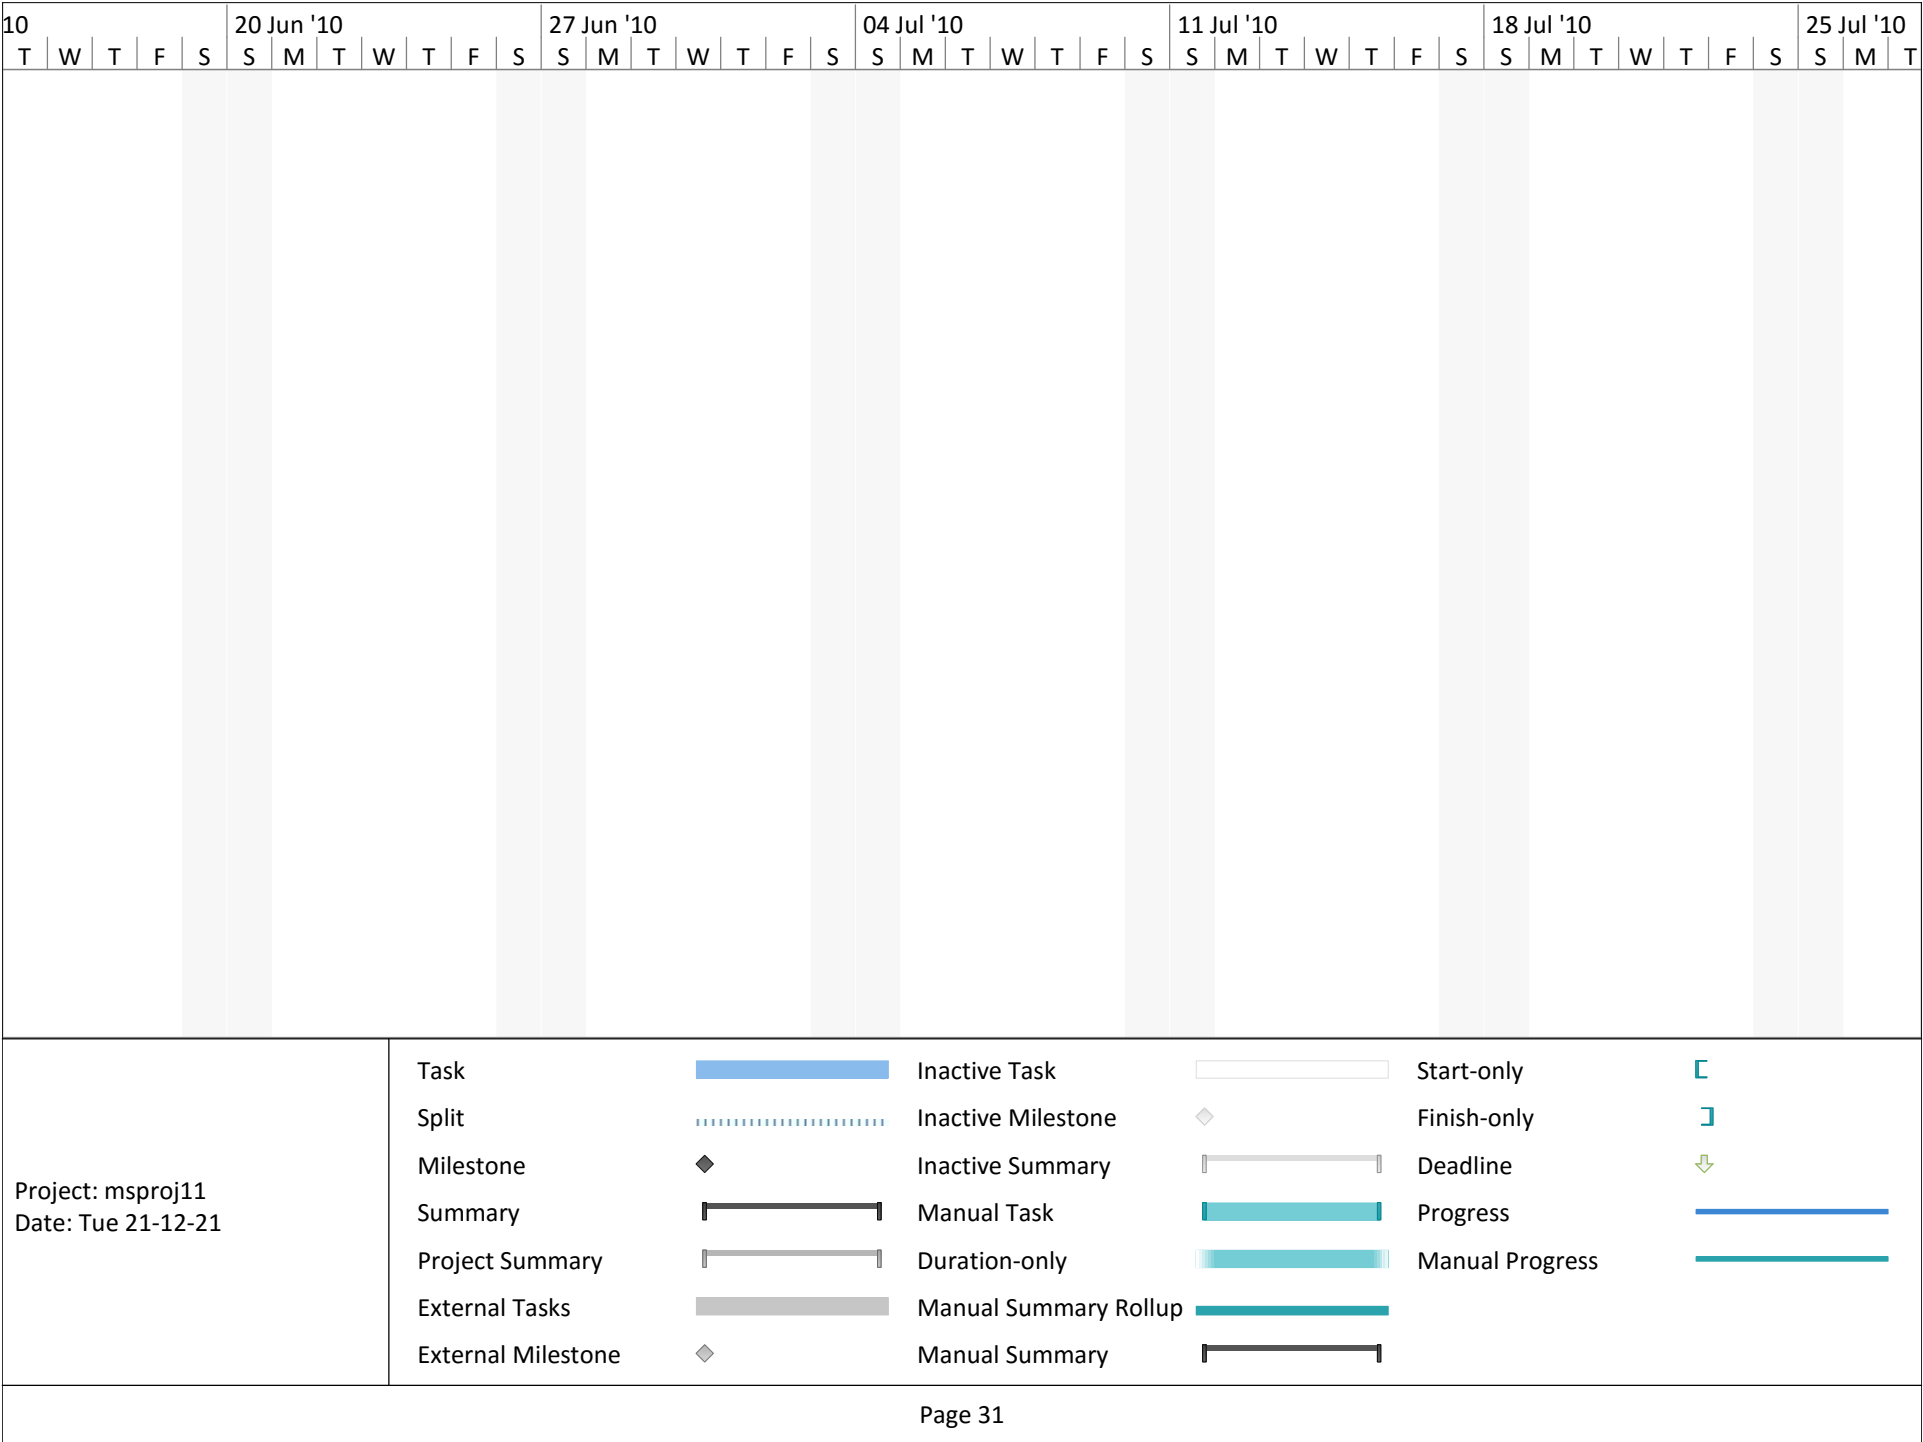 10 20 Jun '10 27 Jun '10 04 Jul '10 11 Jul '10 18 Jul '10 25 Jul '10
T W T F S S M T W T F S S M T W T F S S M T W T F S S M T W T F S S M T W T F S S M T
Task
Split
Milestone
Summary
Project Summary
External Tasks
External Milestone
Inactive Task
Inactive Milestone
Inactive Summary
Manual Task
Duration-only
Manual Summary Rollup
Manual Summary
Start-only
Finish-only
Deadline
Progress
Manual Progress
Project: msproj11
Date: Tue 21-12-21
Page 31